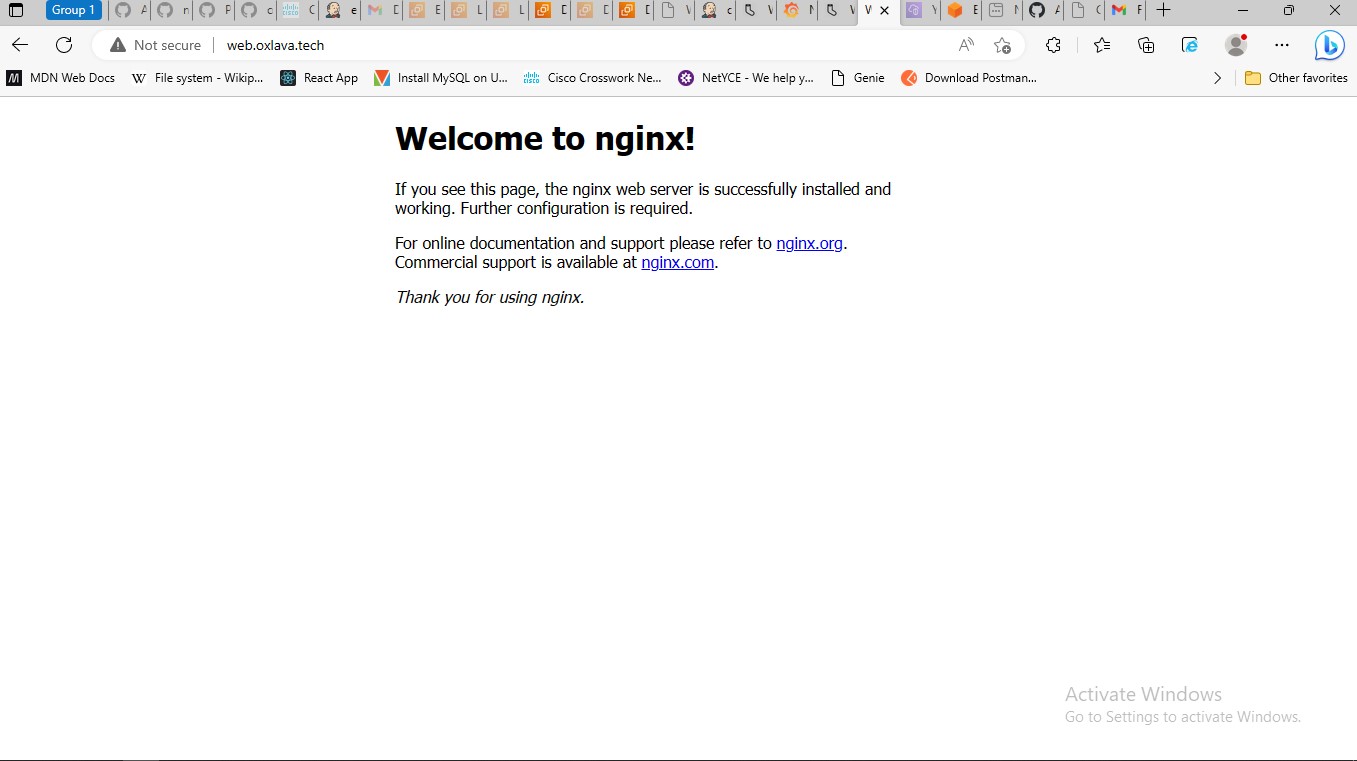 Group 1
Not secure
web.oxlava.tech
MDN Web Docs
File system - Wikip...
React App
Install MySQL on U...
Cisco Crosswork Ne...
NetYCE - We help y...
Genie
Download Postman...
Other favorites
Welcome to nginx!
If you see this page, the nginx web server is successfully installed and
working. Further configuration is required.
For online documentation and support please refer to nginx.org.
Commercial support is available at nginx.com.
Thank you for using nginx.
Activate Windows
Go to Settings to activate Windows.